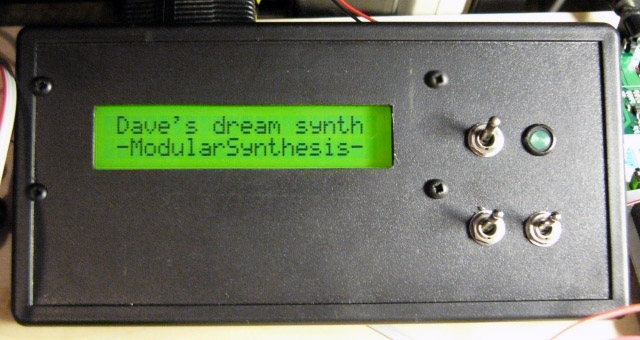 Dave's dream synth
-ModularSynthesis-